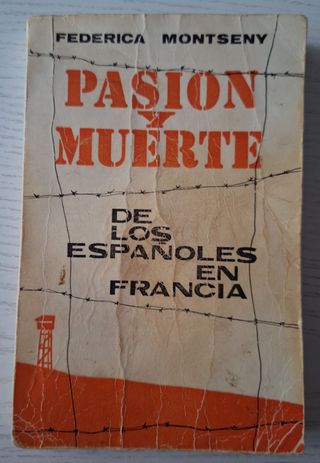 FEDERICA MONTSENY
PASION
Y
MUERTE
DE
LOS
ESPAÑOLES
EN
FRANCIA